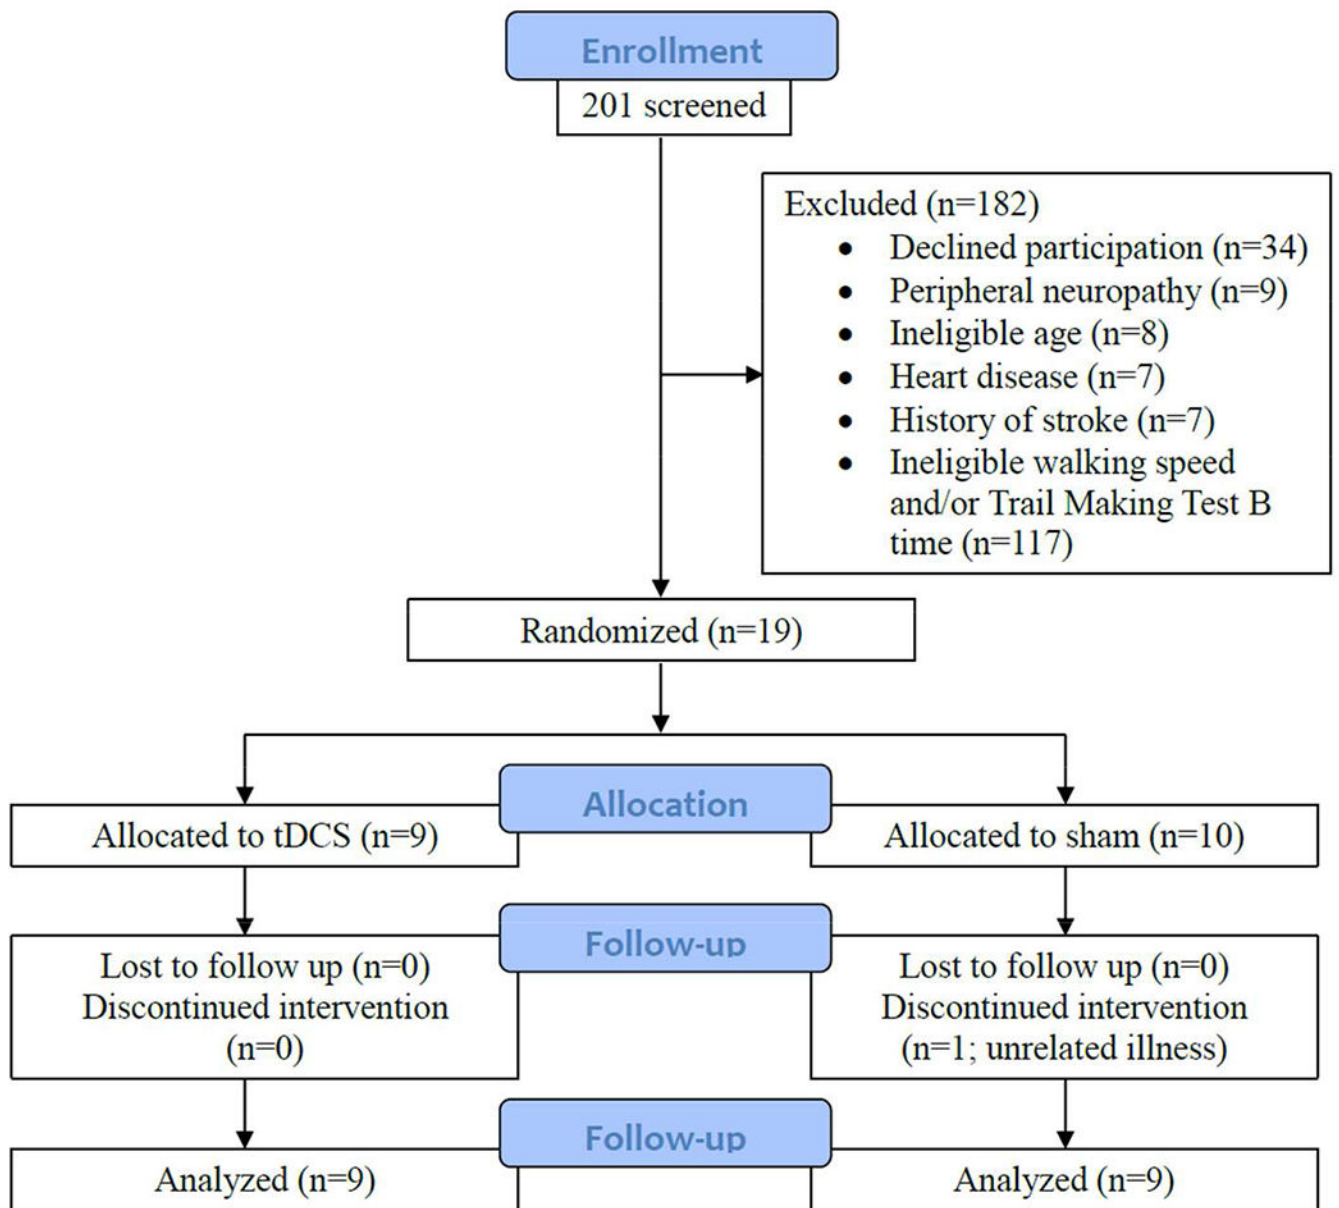 Enrollment
201 screened
Excluded (n=182)
• Declined participation (n=34)
• Peripheral neuropathy (n=9)
• Ineligible age (n=8)
• Heart disease (n=7)
• History of stroke (n=7)
• Ineligible walking speed
and/or Trail Making Test B
time (n=117)
Randomized (n=19)
Allocation
Allocated to tDCS (n=9)
Allocated to sham (n=10)
Follow-up
Lost to follow up (n=0)
Discontinued intervention
(n=0)
Lost to follow up (n=0)
Discontinued intervention
(n=1; unrelated illness)
Follow-up
Analyzed (n=9)
Analyzed (n=9)